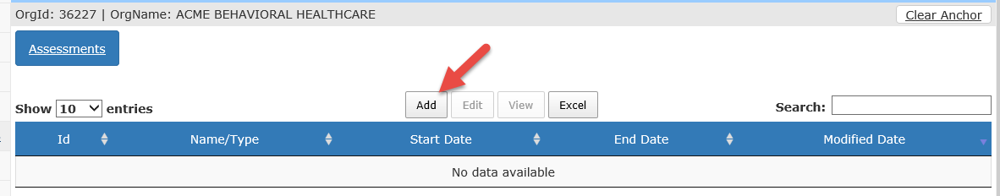 OrgId: 36227 | OrgName: ACME BEHAVIORAL HEALTHCARE Clear Anchor
Assessments
Show 10 entries Add Edit View Excel Search:
Id Name/Type Start Date End Date Modified Date
No data available